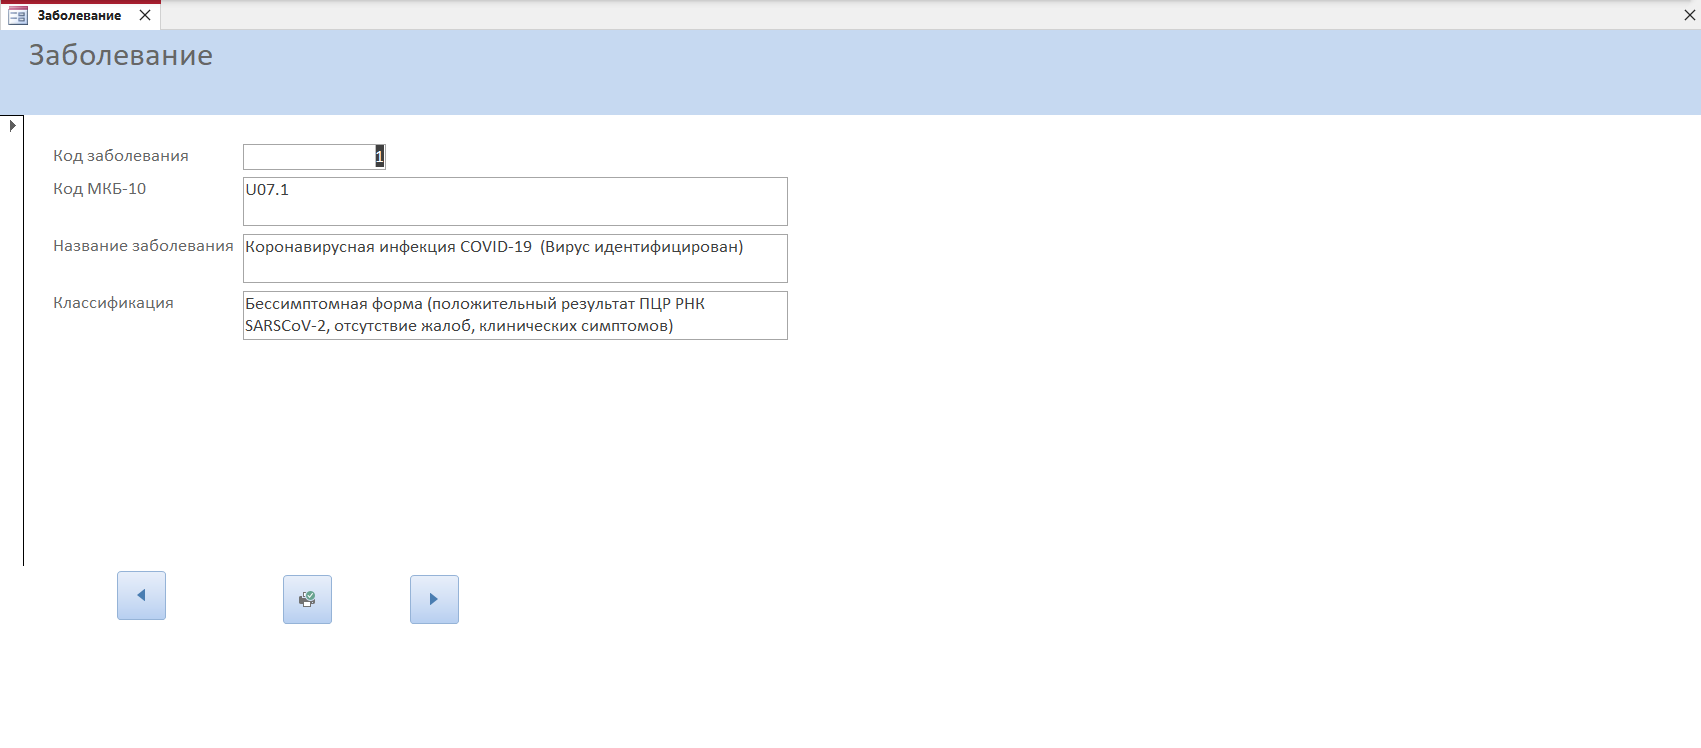 Заболевание
Заболевание
Код заболевания 1
Код МКБ-10 U07.1
Название заболевания Коронавирусная инфекция COVID-19  (Вирус идентифицирован)
Классификация Бессимптомная форма (положительный результат ПЦР РНК
SARSCoV-2, отсутствие жалоб, клинических симптомов)